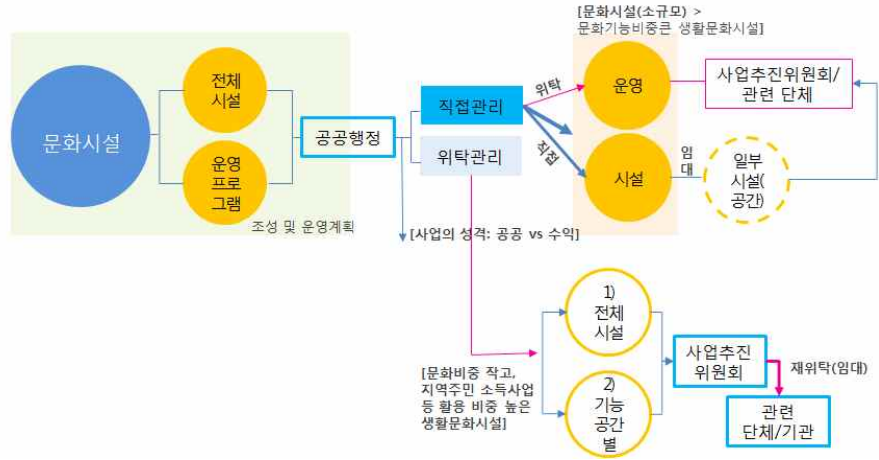 [문화시설(소규모) >
문화기능비중큰 생활문화시설]
문화시설
전체
시설
운영
프로
그램
조성 및 운영계획
공공행정
직접관리
위탁관리
위탁
직접
운영
시설
사업추진위원회/
관련 단체
임
대
일부
시설(
공간)
[사업의 성격: 공공 vs 수익]
[문화비중 작고,
지역주민 소득사업
등 활용 비중 높은
생활문화시설]
1)
전체
시설
2)
기능
공간
별
사업추진
위원회
재위탁(임대)
관련
단체/기관